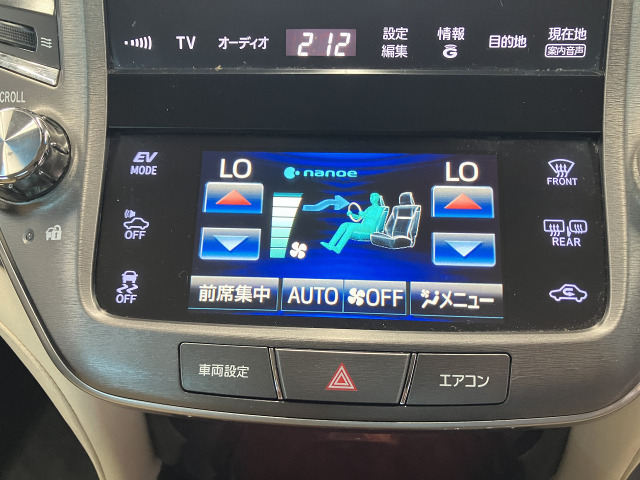 TV オーディオ 212 設定 編集 情報 G 目的地 現在地 案内音声
SCROLL
EV MODE
OFF
OFF
LO nanoe LO
前席集中 AUTO OFF メニュー
FRONT
REAR
車両設定 エアコン